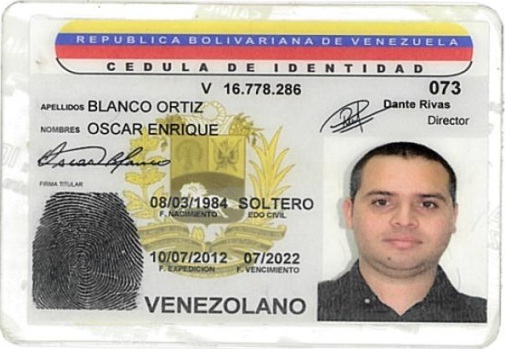 REPUBLICA BOLIVARIANA DE VENEZUELA
CEDULA DE IDENTIDAD
V 16.778.286 073
APELLIDOS BLANCO ORTIZ
Dante Rivas
NOMBRES OSCAR ENRIQUE
Director
Oscar Blanco
FIRMA TITULAR
08/03/1984 SOLTERO
F. NACIMIENTO EDO CIVIL
10/07/2012 07/2022
F. EXPEDICION F. VENCIMIENTO
VENEZOLANO